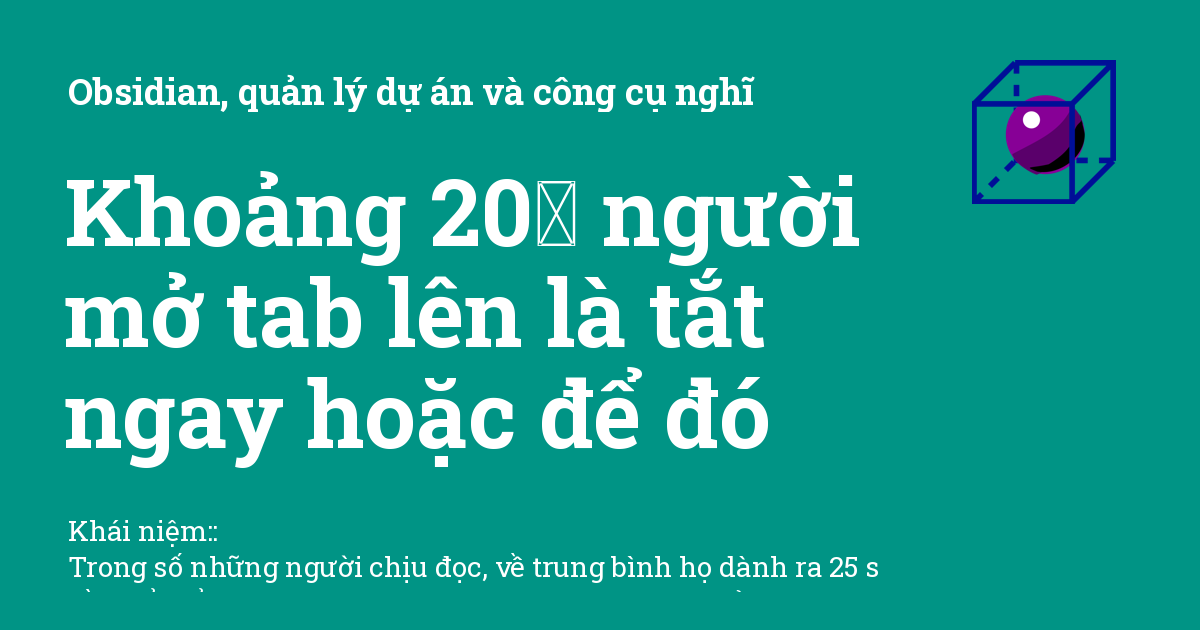 Obsidian, quản lý dự án và công cụ nghĩ
Khoảng 20 người
mở tab lên là tắt
ngay hoặc để đó
Khái niệm::
Trong số những người chịu đọc, về trung bình họ dành ra 25 s